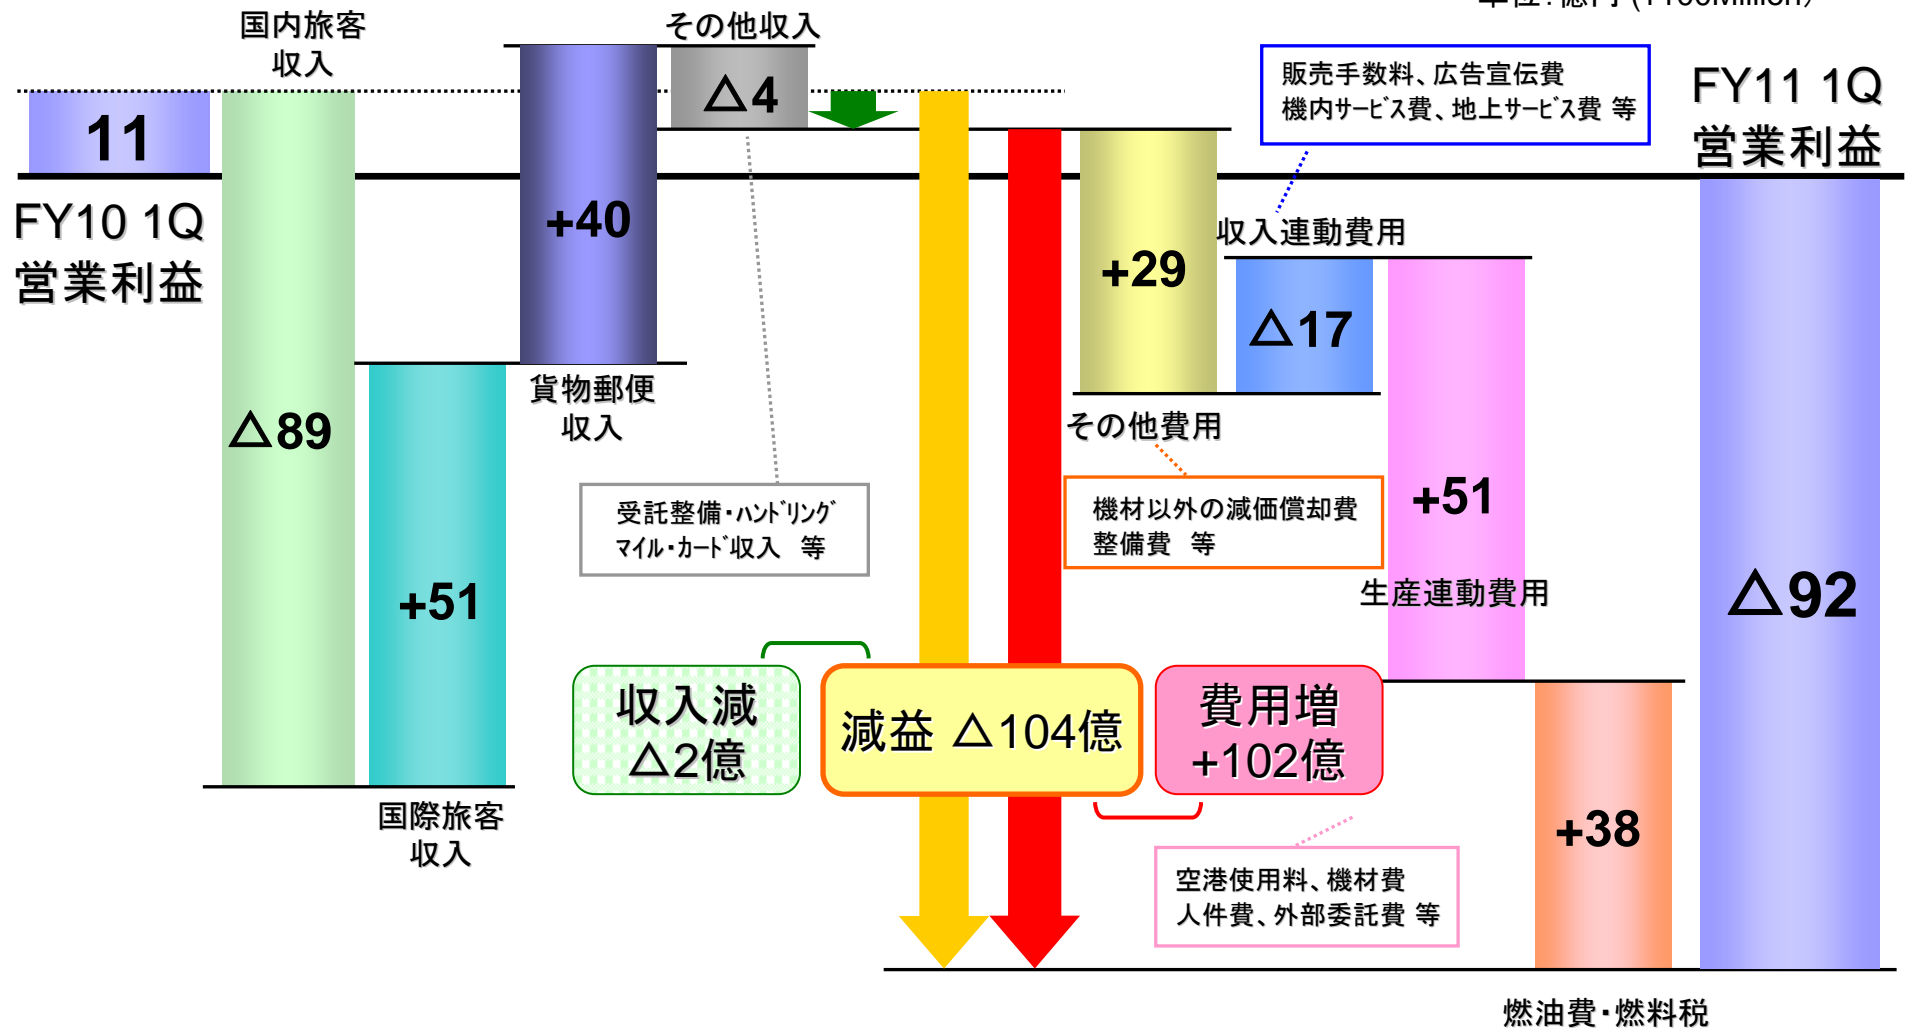 国内旅客
収入
その他収入
11
FY10 1Q
営業利益
△89
+51
国際旅客
収入
+40
貨物郵便
収入
△4
受託整備・ハンドリング
マイル・カード収入 等
収入減
△2億
減益 △104億
費用増
+102億
+29
その他費用
機材以外の減価償却費
整備費 等
販売手数料、広告宣伝費
機内サービス費、地上サービス費 等
収入連動費用
△17
+51
生産連動費用
空港使用料、機材費
人件費、外部委託費 等
+38
燃油費・燃料税
FY11 1Q
営業利益
△92